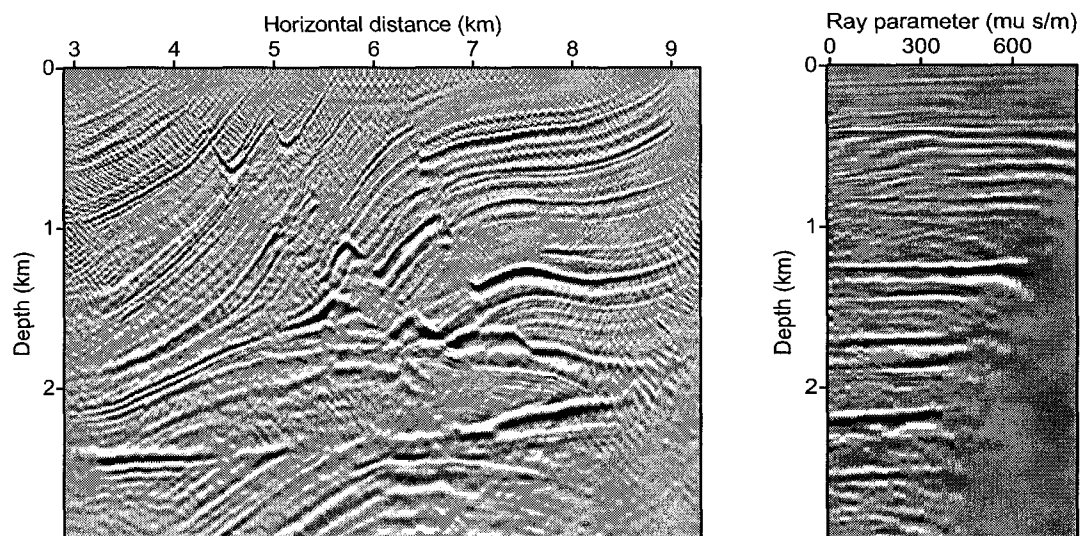 Horizontal distance (km)
3 4 5 6 7 8 9
0
1
2
Depth (km)
Ray parameter (mu s/m)
0 300 600
0
1
2
Depth (km)